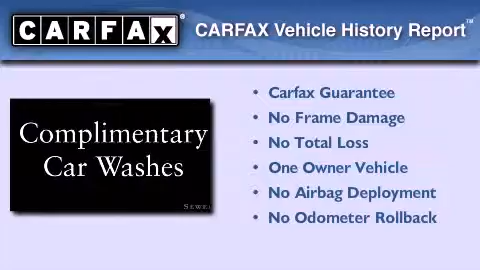 CARFAX® CARFAX Vehicle History Report™
Complimentary
Car Washes
• Carfax Guarantee
• No Frame Damage
• No Total Loss
• One Owner Vehicle
• No Airbag Deployment
• No Odometer Rollback